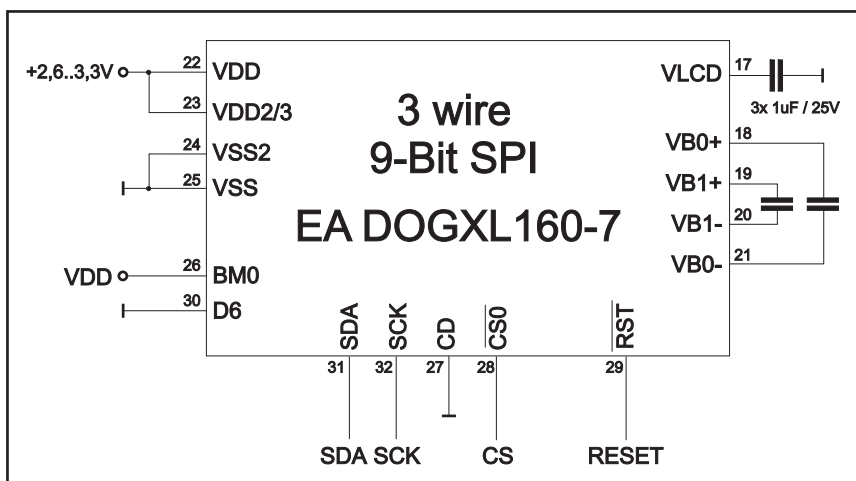 +2,6..3,3V
22
VDD
23
VDD2/3
24
VSS2
25
VSS
VDD
26
BM0
30
D6
3 wire
9-Bit SPI
EA DOGXL160-7
VLCD
17
3x 1uF / 25V
VB0+
18
VB1+
19
VB1-
20
VB0-
21
SDA
SCK
CD
CS0
RST
31
32
27
28
29
SDA SCK
CS
RESET